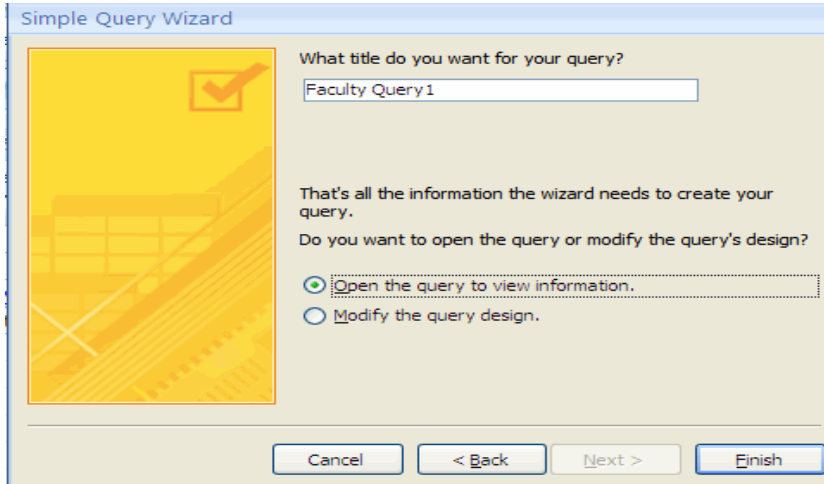 Simple Query Wizard
What title do you want for your query?
Faculty Query1
That's all the information the wizard needs to create your
query.
Do you want to open the query or modify the query's design?
Open the query to view information.
Modify the query design.
Cancel
< Back
Next >
Finish